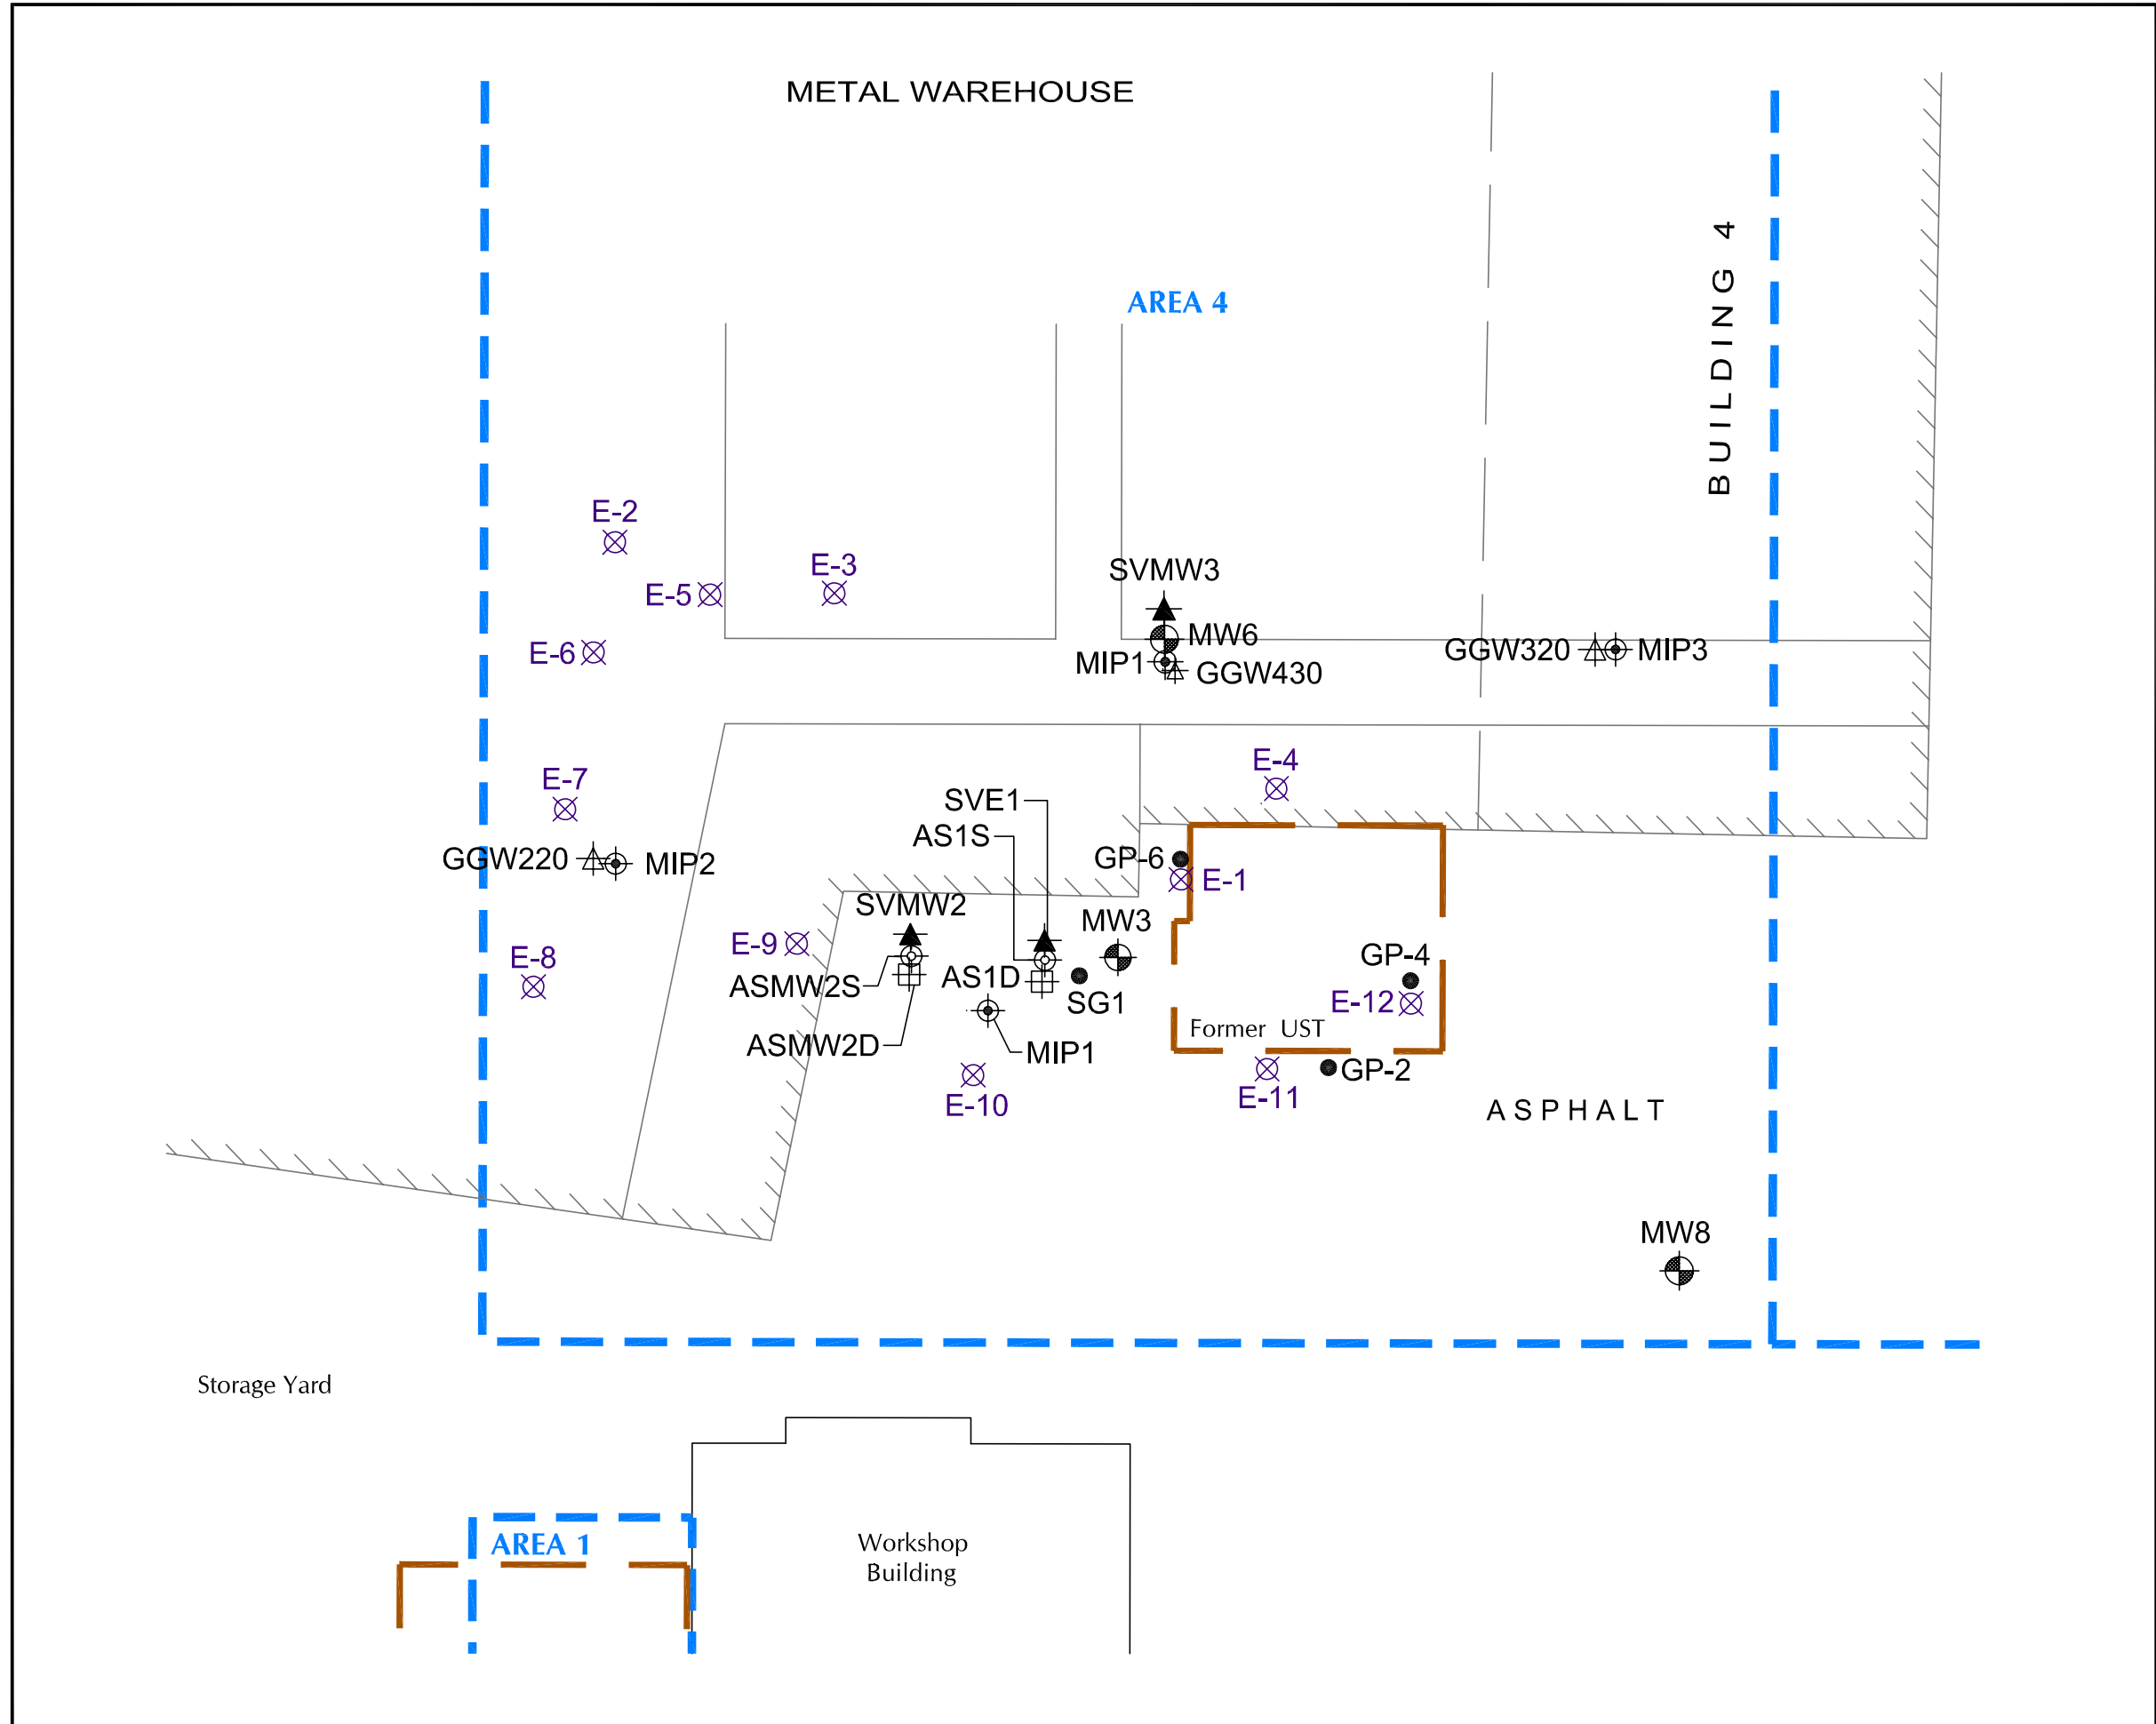 METAL WAREHOUSE
BUILDING 4
AREA 4
E-2
E-3
SVMW3
E-5
MW6
E-6
GGW320
MIP3
MIP1
GGW430
E-4
E-7
SVE1
AS1S
GGW220
MIP2
GP-6
E-1
SVMW2
MW3
E-9
GP-4
E-8
ASMW2S
AS1D
SG1
E-12
Former UST
ASMW2D
MIP1
GP-2
E-10
E-11
ASPHALT
MW8
Storage Yard
AREA 1
Workshop
Building